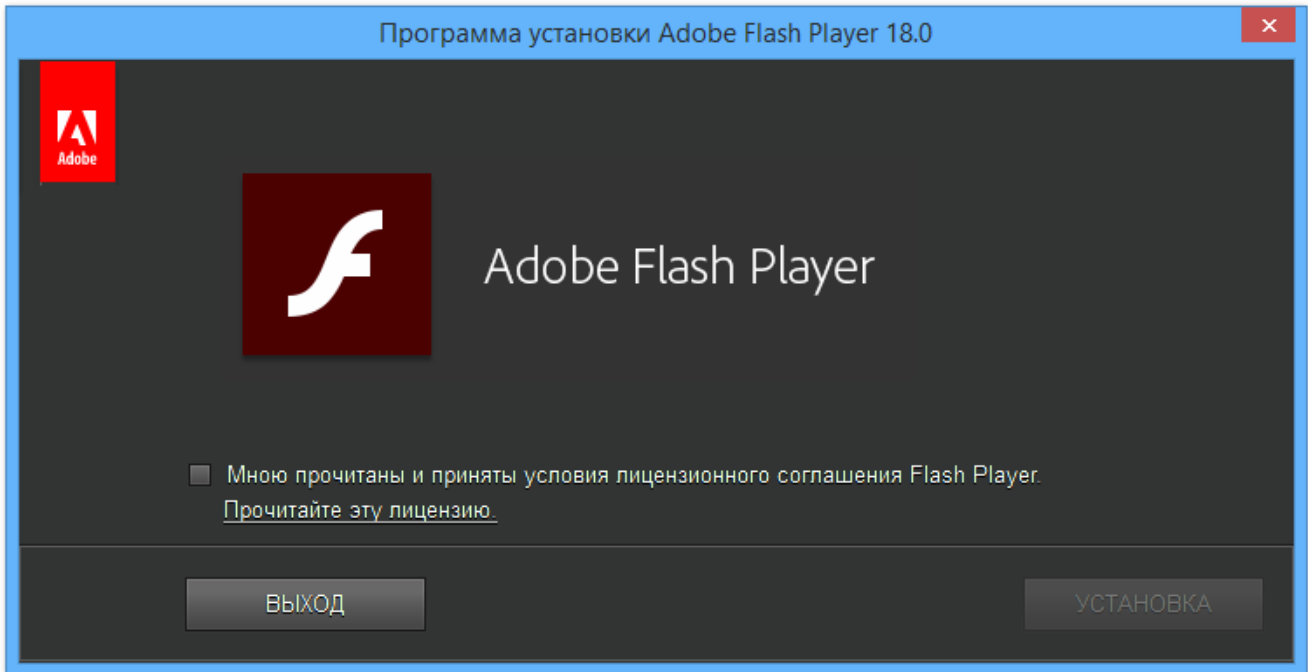 Программа установки Adobe Flash Player 18.0
Adobe
Adobe Flash Player
Мною прочитаны и приняты условия лицензионного соглашения Flash Player.
Прочитайте эту лицензию.
ВЫХОД
УСТАНОВКА